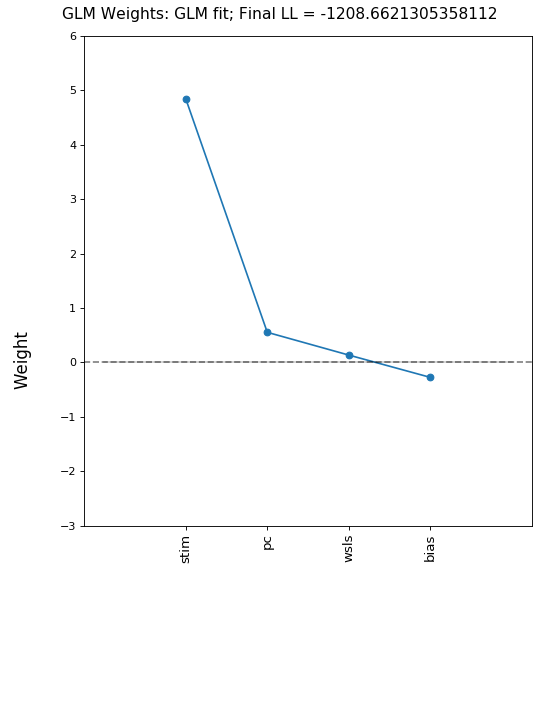 GLM Weights: GLM fit; Final LL = -1208.6621305358112
6
5
4
3
2
1
0
−1
−2
−3
Weight
stim
pc
wsls
bias